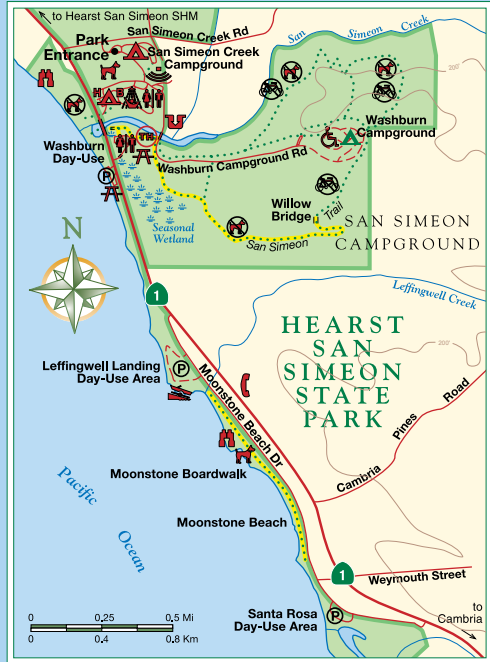 to Hearst San Simeon SHM
San Simeon Creek Rd
San Simeon Creek
Park
Entrance
San Simeon Creek
Campground
200'
H
B
Washburn
Campground
TH
Washburn
Day-Use
Washburn Campground Rd
P
Willow
Bridge
Trail
Seasonal
Wetland
San Simeon
SAN SIMEON
CAMPGROUND
N
1
Leffingwell Creek
HEARST
SAN
SIMEON
STATE
PARK
200'
Leffingwell Landing
Day-Use Area
P
Moonstone Beach Dr
Cambria Pines Road
Moonstone Boardwalk
Pacific
Ocean
Moonstone Beach
1
Weymouth Street
Santa Rosa
Day-Use Area
P
to
Cambria
0 0.25 0.5 Mi
0 0.4 0.8 Km